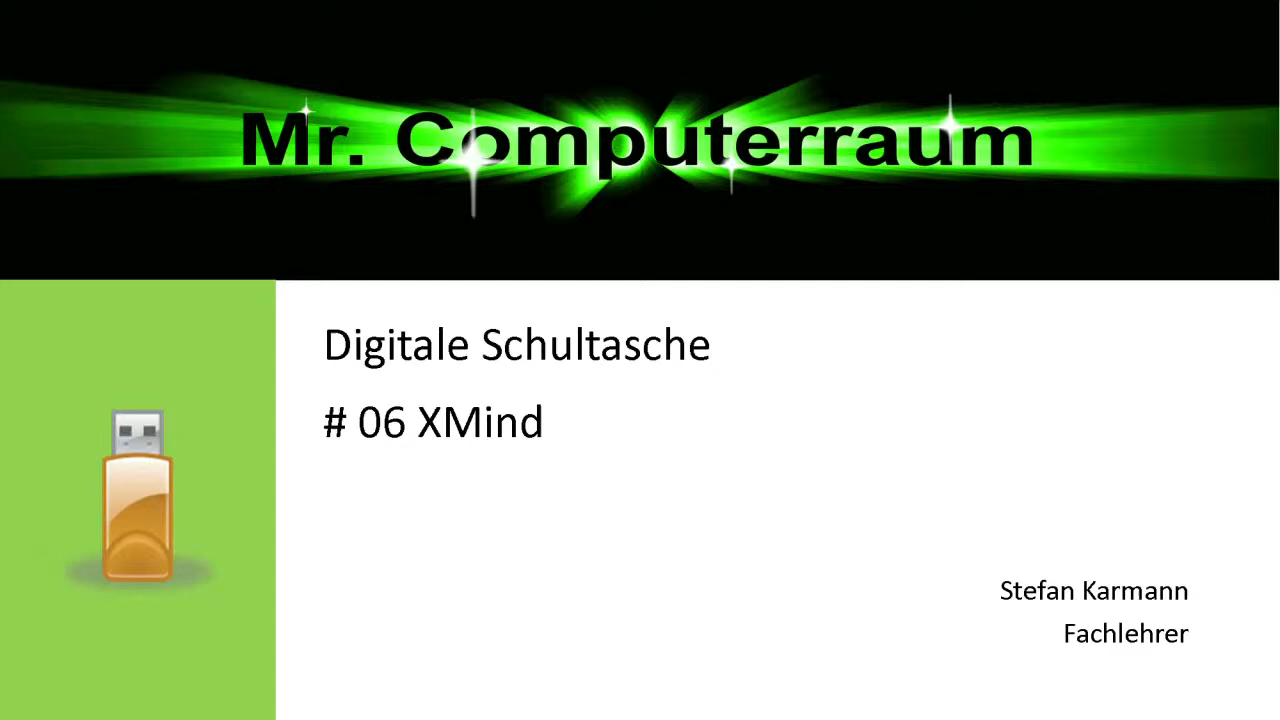 Mr. Computerraum
Digitale Schultasche
# 06 XMind
Stefan Karmann
Fachlehrer